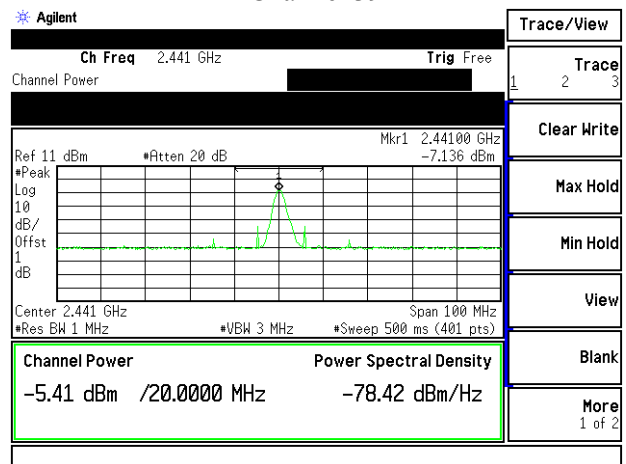 Agilent
Trace/View
Ch Freq 2.441 GHz Trig Free
Channel Power
Trace
1 2 3
Clear Write
Max Hold
Min Hold
View
Blank
More
1 of 2
Mkr1 2.44100 GHz
Ref 11 dBm #Atten 20 dB -7.136 dBm
#Peak
Log
10
dB/
Offst
1
dB
1
Center 2.441 GHz Span 100 MHz
#Res BW 1 MHz #VBW 3 MHz #Sweep 500 ms (401 pts)
Channel Power Power Spectral Density
-5.41 dBm /20.0000 MHz -78.42 dBm/Hz